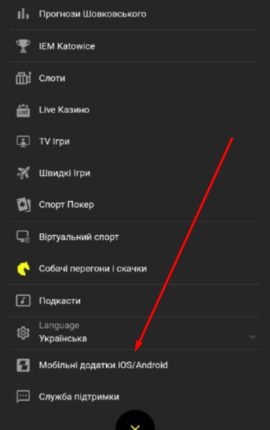 Прогнози Шовковського
IEM Katowice
Слоти
Live Казино
TV Ігри
Швидкі Ігри
Спорт Покер
Віртуальний спорт
Собачі перегони і скачки
Подкасти
Language
Українська
Мобільні додатки iOS/Android
Служба підтримки